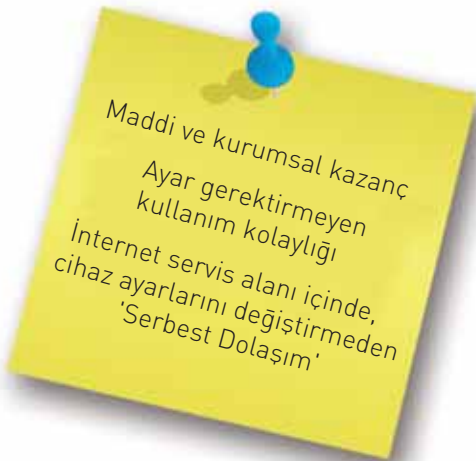 Maddi ve kurumsal kazanç
Ayar gerektirmeyen
kullanım kolaylığı
İnternet servis alanı içinde,
cihaz ayarlarını değiştirmeden
'Serbest Dolaşım'